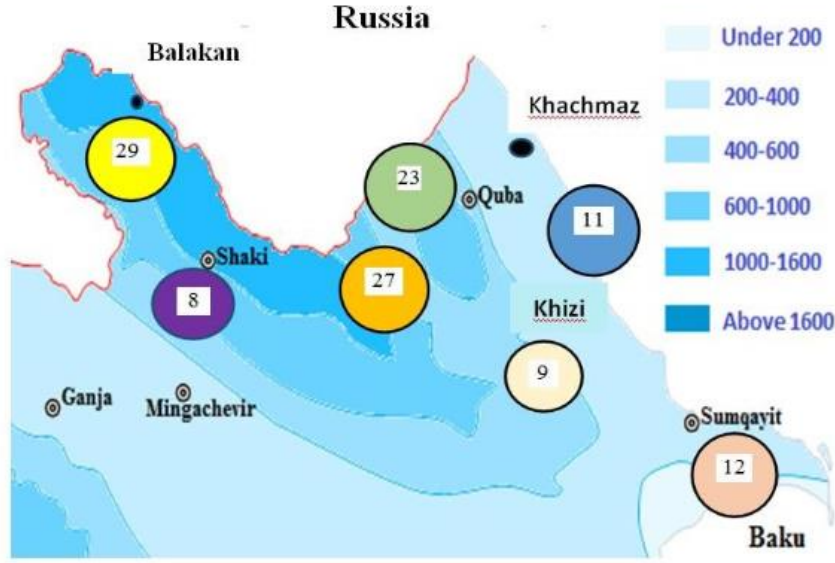 Russia
Balakan
Under 200
Khachmaz
200-400
29
400-600
23
Quba
600-1000
11
Shaki
1000-1600
8
27
Khizi
Above 1600
9
Ganja
Mingachevir
Sumqayit
12
Baku